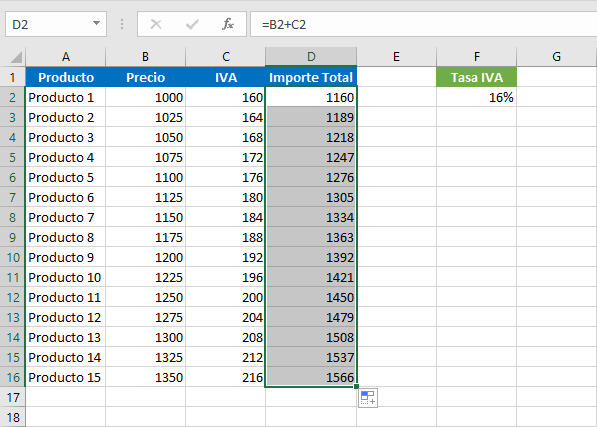 D2 fx =B2+C2
A B C D E F G
1 Producto Precio IVA Importe Total Tasa IVA
2 Producto 1 1000 160 1160 16%
3 Producto 2 1025 164 1189
4 Producto 3 1050 168 1218
5 Producto 4 1075 172 1247
6 Producto 5 1100 176 1276
7 Producto 6 1125 180 1305
8 Producto 7 1150 184 1334
9 Producto 8 1175 188 1363
10 Producto 9 1200 192 1392
11 Producto 10 1225 196 1421
12 Producto 11 1250 200 1450
13 Producto 12 1275 204 1479
14 Producto 13 1300 208 1508
15 Producto 14 1325 212 1537
16 Producto 15 1350 216 1566
17
18